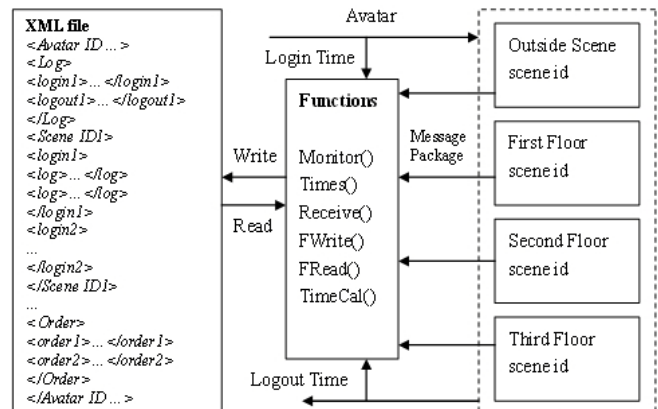 XML file
<Avatar ID ... >
<Log>
<login1>... </login1>
<logout1>... </logout1>
</Log>
<Scene ID1>
<login1>
<log>... </log>
<log>... </log>
</login1>
<login2>
...
</login2>
</Scene ID1>
...
<Order>
<order1>... </order1>
<order2>... </order2>
</Order>
</Avatar ID ... >
Write
Read
Avatar
Login Time
Functions
Monitor()
Times()
Receive()
FWrite()
FRead()
TimeCal()
Logout Time
Message
Package
Outside Scene
scene id
First Floor
scene id
Second Floor
scene id
Third Floor
scene id